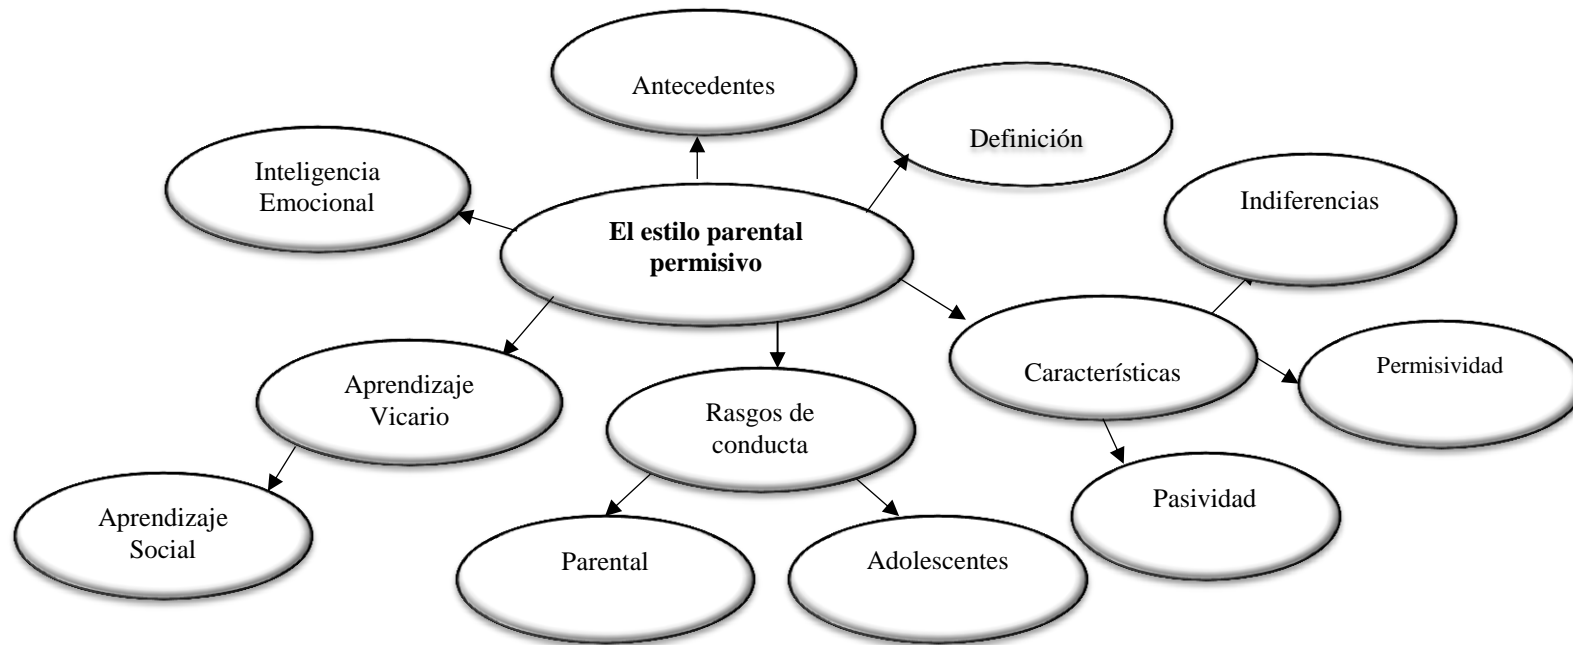 Antecedentes
Definición
Inteligencia
Emocional
Indiferencias
El estilo parental
permisivo
Características
Permisividad
Aprendizaje
Vicario
Rasgos de
conducta
Pasividad
Aprendizaje
Social
Parental
Adolescentes